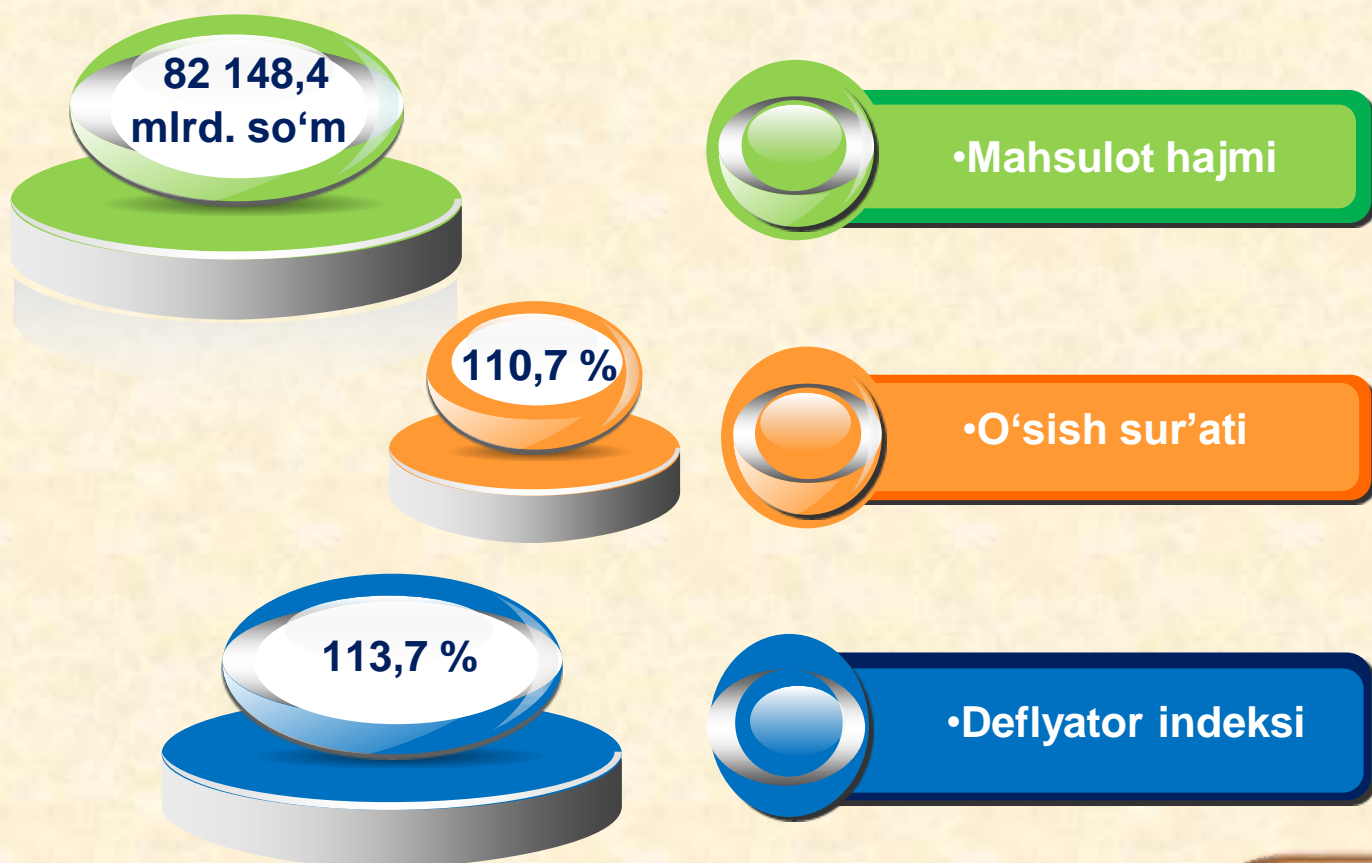 82 148,4
mlrd. so‘m
•Mahsulot hajmi
110,7 %
•O‘sish sur’ati
113,7 %
•Deflyator indeksi